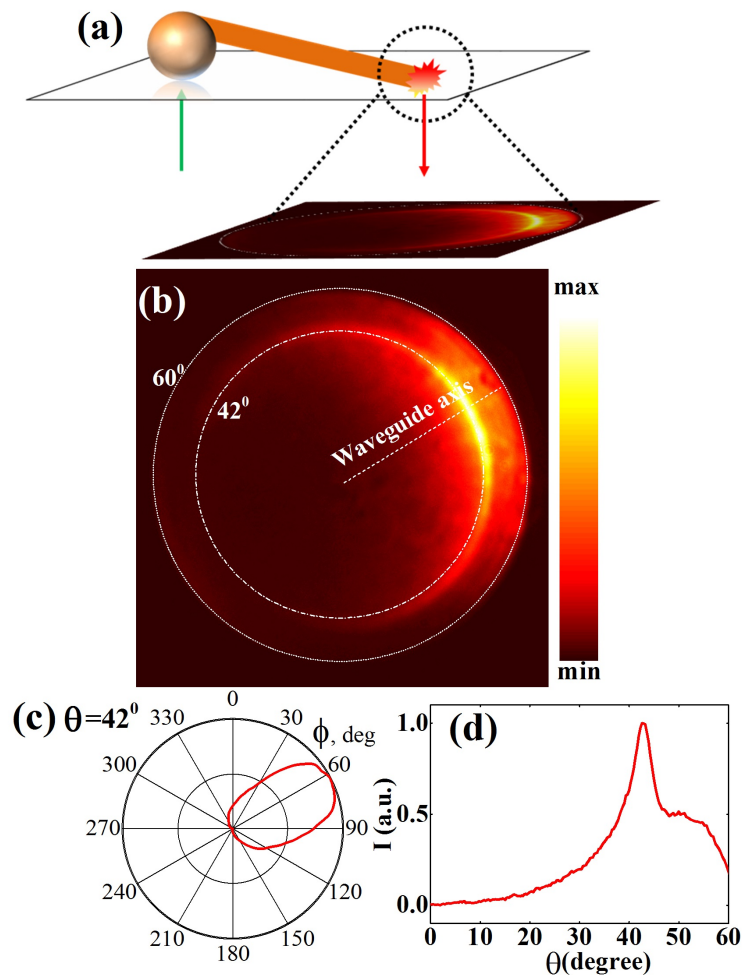 (a)
(b)
max
60⁰
42⁰
Waveguide axis
min
(c) θ=42⁰
0
330
30
ϕ, deg
300
60
270
90
240
120
210
150
180
(d)
1.0
0.5
0.0
I (a.u.)
0 10 20 30 40 50 60
θ(degree)